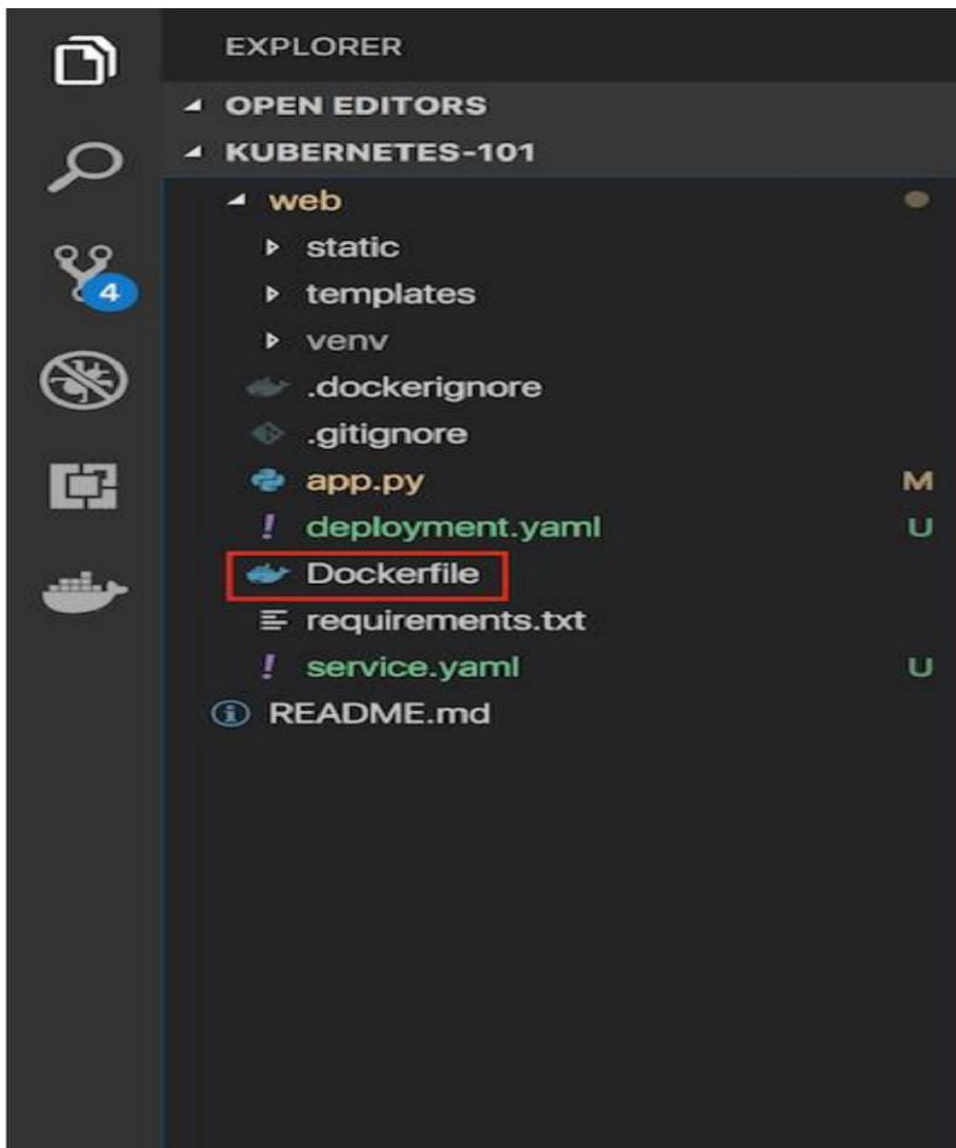 EXPLORER
OPEN EDITORS
KUBERNETES-101
web
static
templates
4
venv
.dockerignore
.gitignore
app.py M
deployment.yaml U
Dockerfile
requirements.txt
service.yaml U
README.md